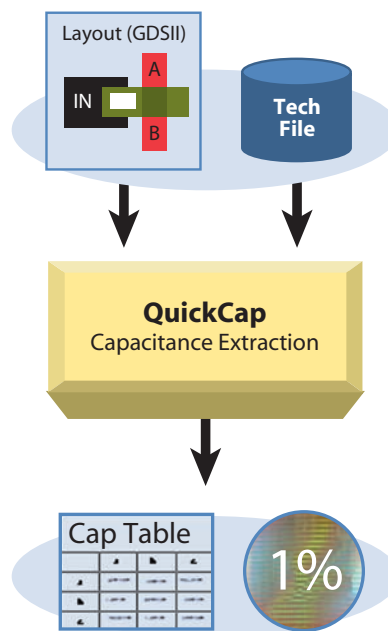 Layout (GDSII)
A
IN
B
Tech
File
QuickCap
Capacitance Extraction
Cap Table
1%